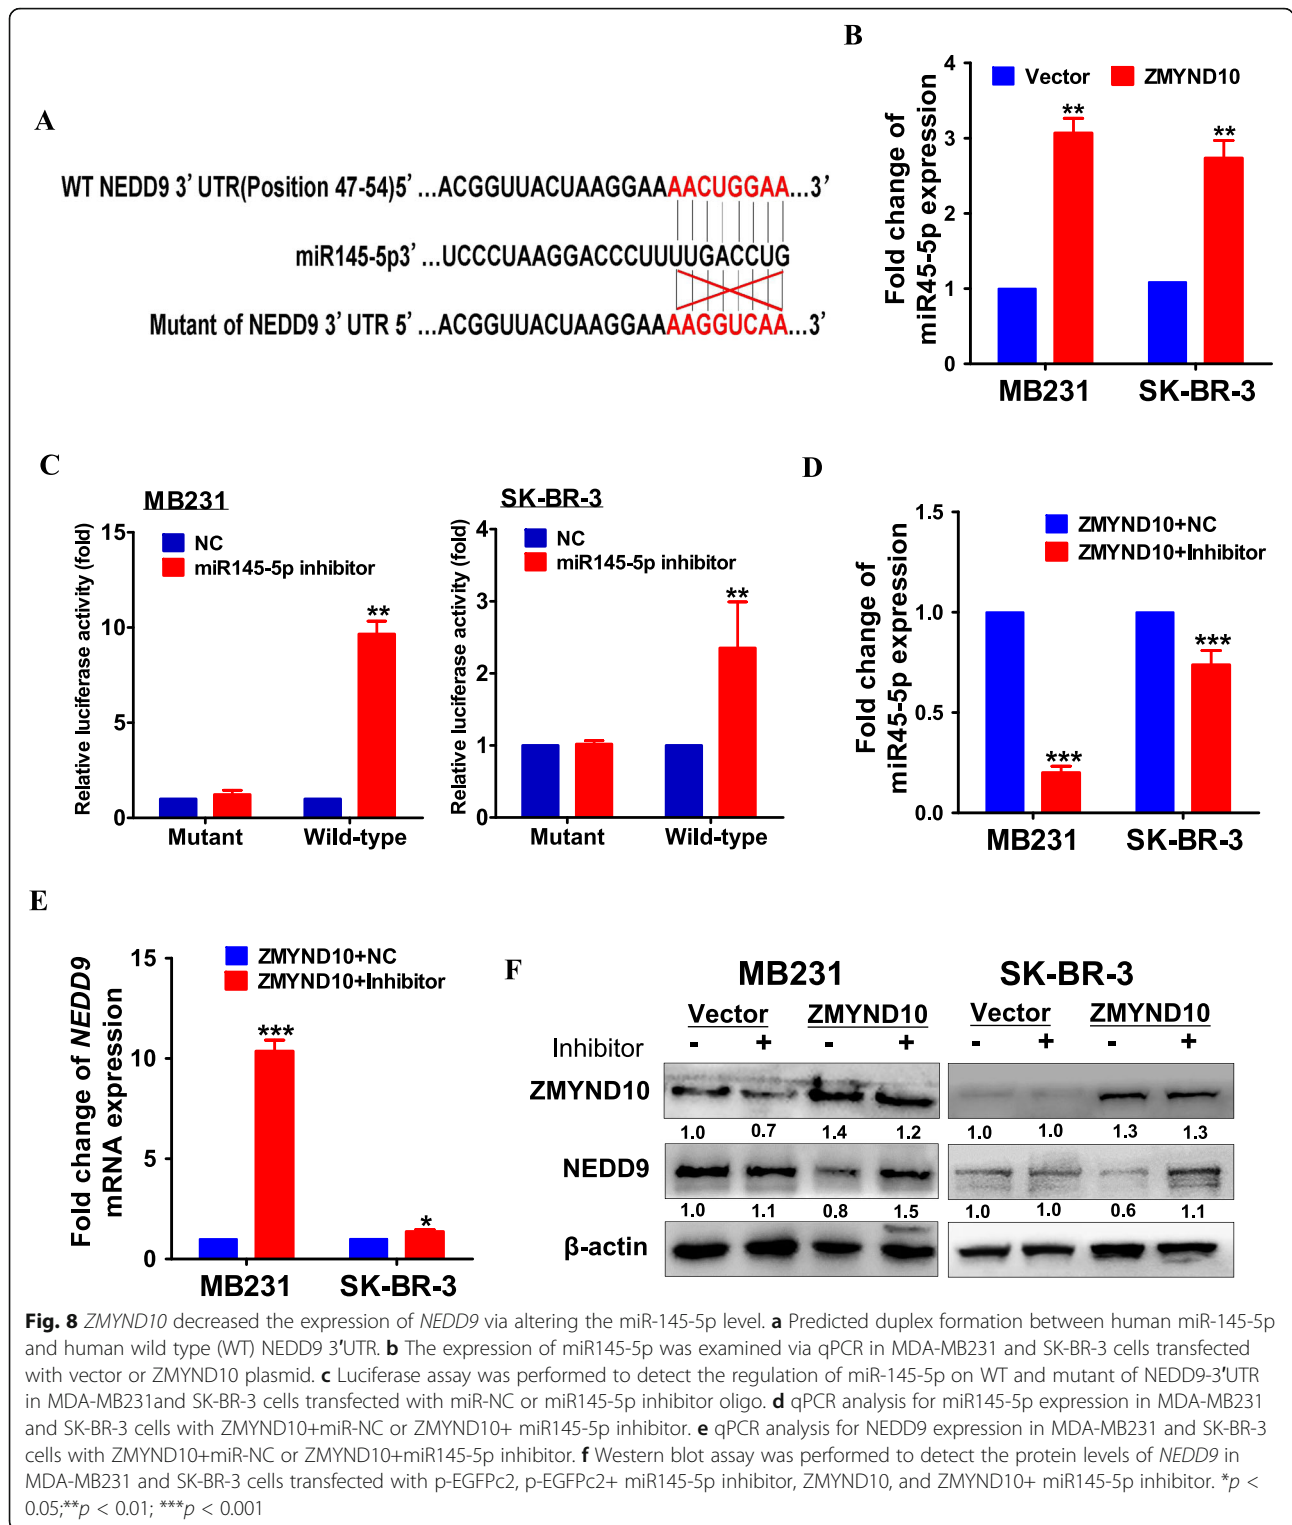 A
WT NEDD9 3’ UTR(Position 47-54)5’ ...ACGGUUACUAAGGAAAACUGGAA...3’
miR145-5p3’ ...UCCCUAAGGACCCUUUUGACCUG
Mutant of NEDD9 3’ UTR 5’ ...ACGGUUACUAAGGAAAAGGUCAA...3’
B
Fold change of
miR45-5p expression
4
3
2
1
0
Vector
ZMYND10
**
**
MB231
SK-BR-3
C
MB231
Relative luciferase activity (fold)
15
10
5
0
NC
miR145-5p inhibitor
**
Mutant
Wild-type
SK-BR-3
Relative luciferase activity (fold)
4
3
2
1
0
NC
miR145-5p inhibitor
**
Mutant
Wild-type
D
Fold change of
miR45-5p expression
1.5
1.0
0.5
0.0
ZMYND10+NC
ZMYND10+Inhibitor
***
***
MB231
SK-BR-3
E
Fold change of NEDD9
mRNA expression
15
10
5
0
ZMYND10+NC
ZMYND10+Inhibitor
***
*
MB231
SK-BR-3
F
MB231 SK-BR-3
Vector ZMYND10 Vector ZMYND10
Inhibitor - + - + - + - +
ZMYND10
1.0 0.7 1.4 1.2 1.0 1.0 1.3 1.3
NEDD9
1.0 1.1 0.8 1.5 1.0 1.0 0.6 1.1
β-actin
Fig. 8 ZMYND10 decreased the expression of NEDD9 via altering the miR-145-5p level. a Predicted duplex formation between human miR-145-5p
and human wild type (WT) NEDD9 3′UTR. b The expression of miR145-5p was examined via qPCR in MDA-MB231 and SK-BR-3 cells transfected
with vector or ZMYND10 plasmid. c Luciferase assay was performed to detect the regulation of miR-145-5p on WT and mutant of NEDD9-3′UTR
in MDA-MB231and SK-BR-3 cells transfected with miR-NC or miR145-5p inhibitor oligo. d qPCR analysis for miR145-5p expression in MDA-MB231
and SK-BR-3 cells with ZMYND10+miR-NC or ZMYND10+ miR145-5p inhibitor. e qPCR analysis for NEDD9 expression in MDA-MB231 and SK-BR-3
cells with ZMYND10+miR-NC or ZMYND10+miR145-5p inhibitor. f Western blot assay was performed to detect the protein levels of NEDD9 in
MDA-MB231 and SK-BR-3 cells transfected with p-EGFPc2, p-EGFPc2+ miR145-5p inhibitor, ZMYND10, and ZMYND10+ miR145-5p inhibitor. *p <
0.05;**p < 0.01; ***p < 0.001